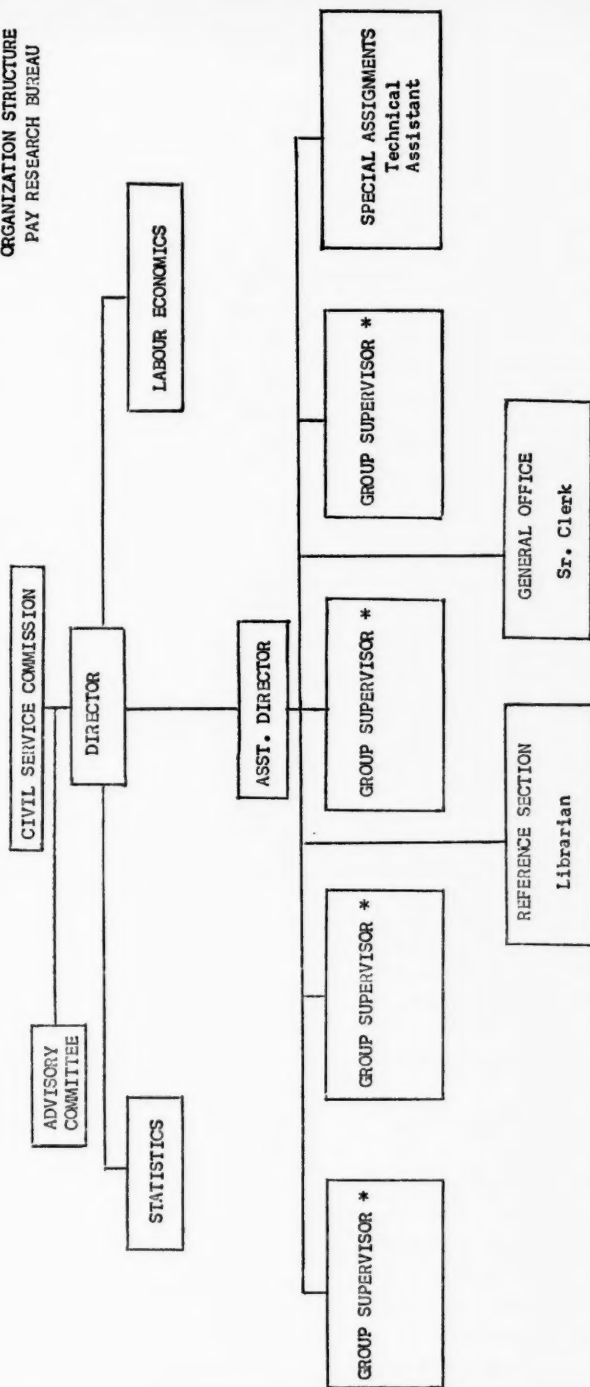 ORGANIZATION STRUCTURE
PAY RESEARCH BUREAU
CIVIL SERVICE COMMISSION
ADVISORY
COMMITTEE
DIRECTOR
STATISTICS
LABOUR ECONOMICS
ASST. DIRECTOR
GROUP SUPERVISOR *
GROUP SUPERVISOR *
GROUP SUPERVISOR *
GROUP SUPERVISOR *
SPECIAL ASSIGNMENTS
Technical
Assistant
REFERENCE SECTION
Librarian
GENERAL OFFICE
Sr. Clerk